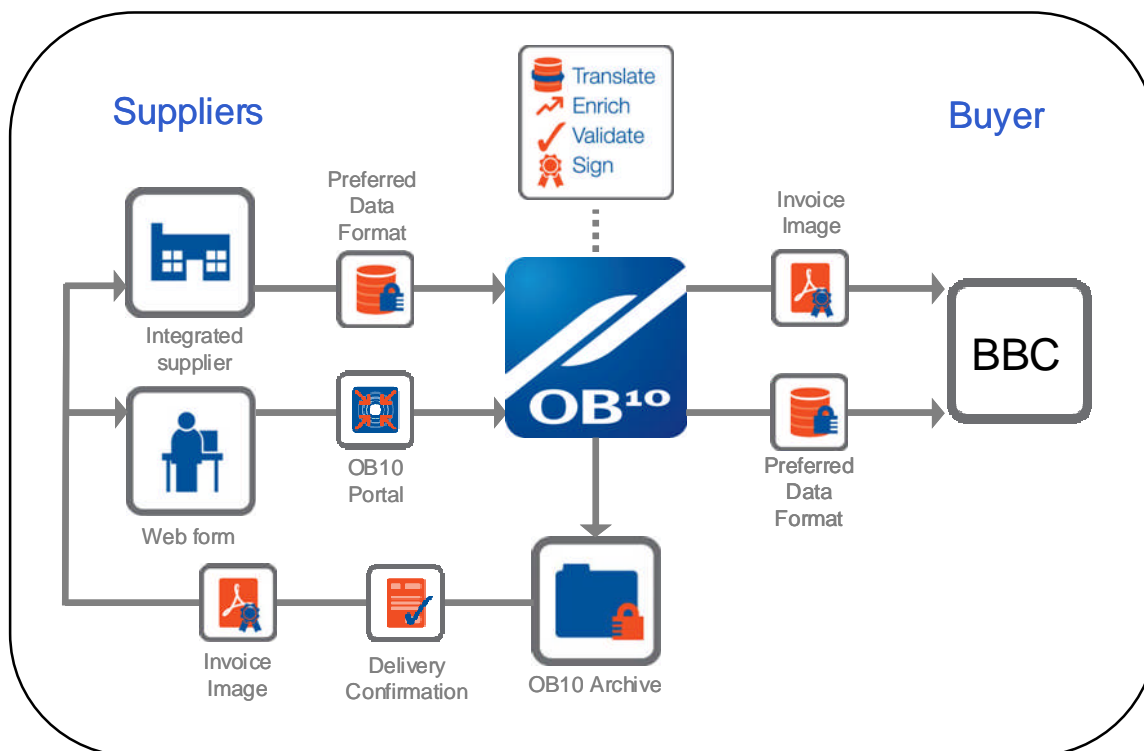 Translate
Enrich
Validate
Sign
Suppliers
Buyer
Preferred
Data
Format
Invoice
Image
Integrated
supplier
OB10
BBC
OB10
Portal
Web form
Preferred
Data
Format
Invoice
Image
Delivery
Confirmation
OB10 Archive